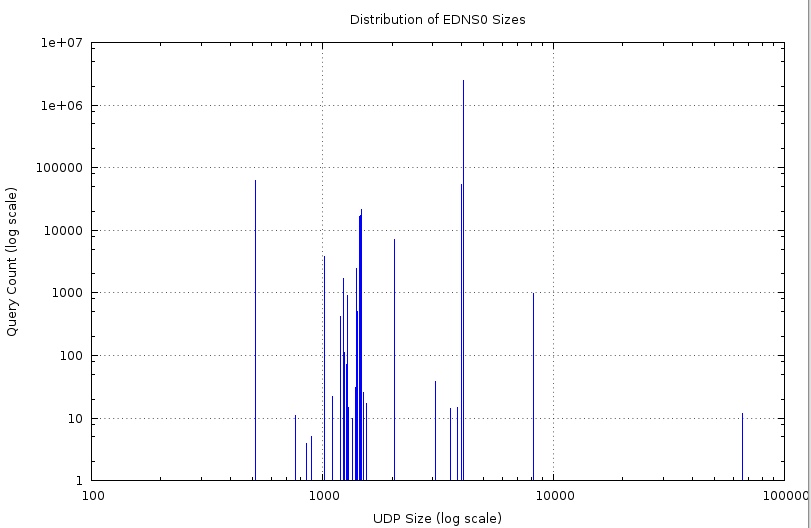 Distribution of EDNS0 Sizes
1e+07
1e+06
100000
10000
1000
100
10
1
Query Count (log scale)
100
1000
10000
100000
UDP Size (log scale)